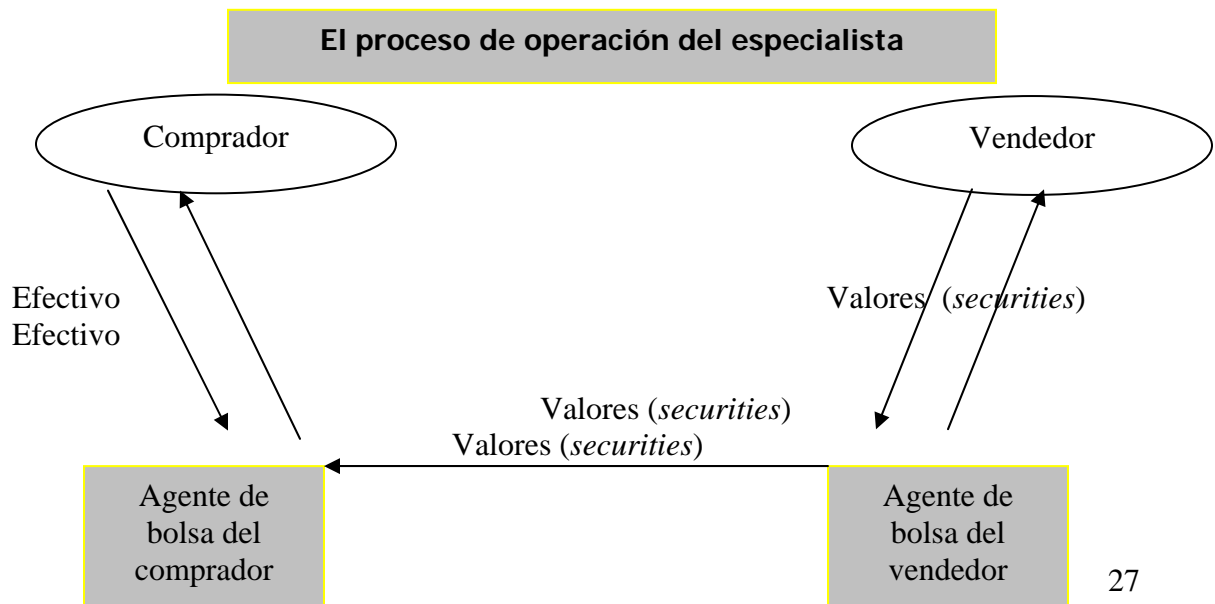 El proceso de operación del especialista
Comprador
Vendedor
Efectivo
Efectivo
Valores (securities)
Valores (securities)
Valores (securities)
Agente de
bolsa del
comprador
Agente de
bolsa del
vendedor
27